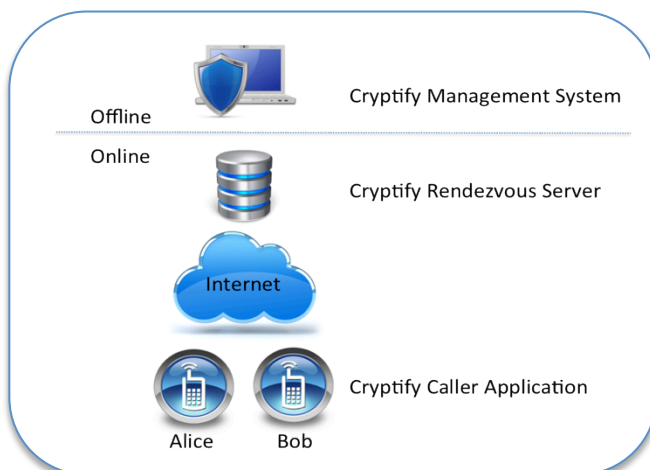 Cryptify Management System
Offline
Online
Cryptify Rendezvous Server
Internet
Cryptify Caller Application
Alice Bob